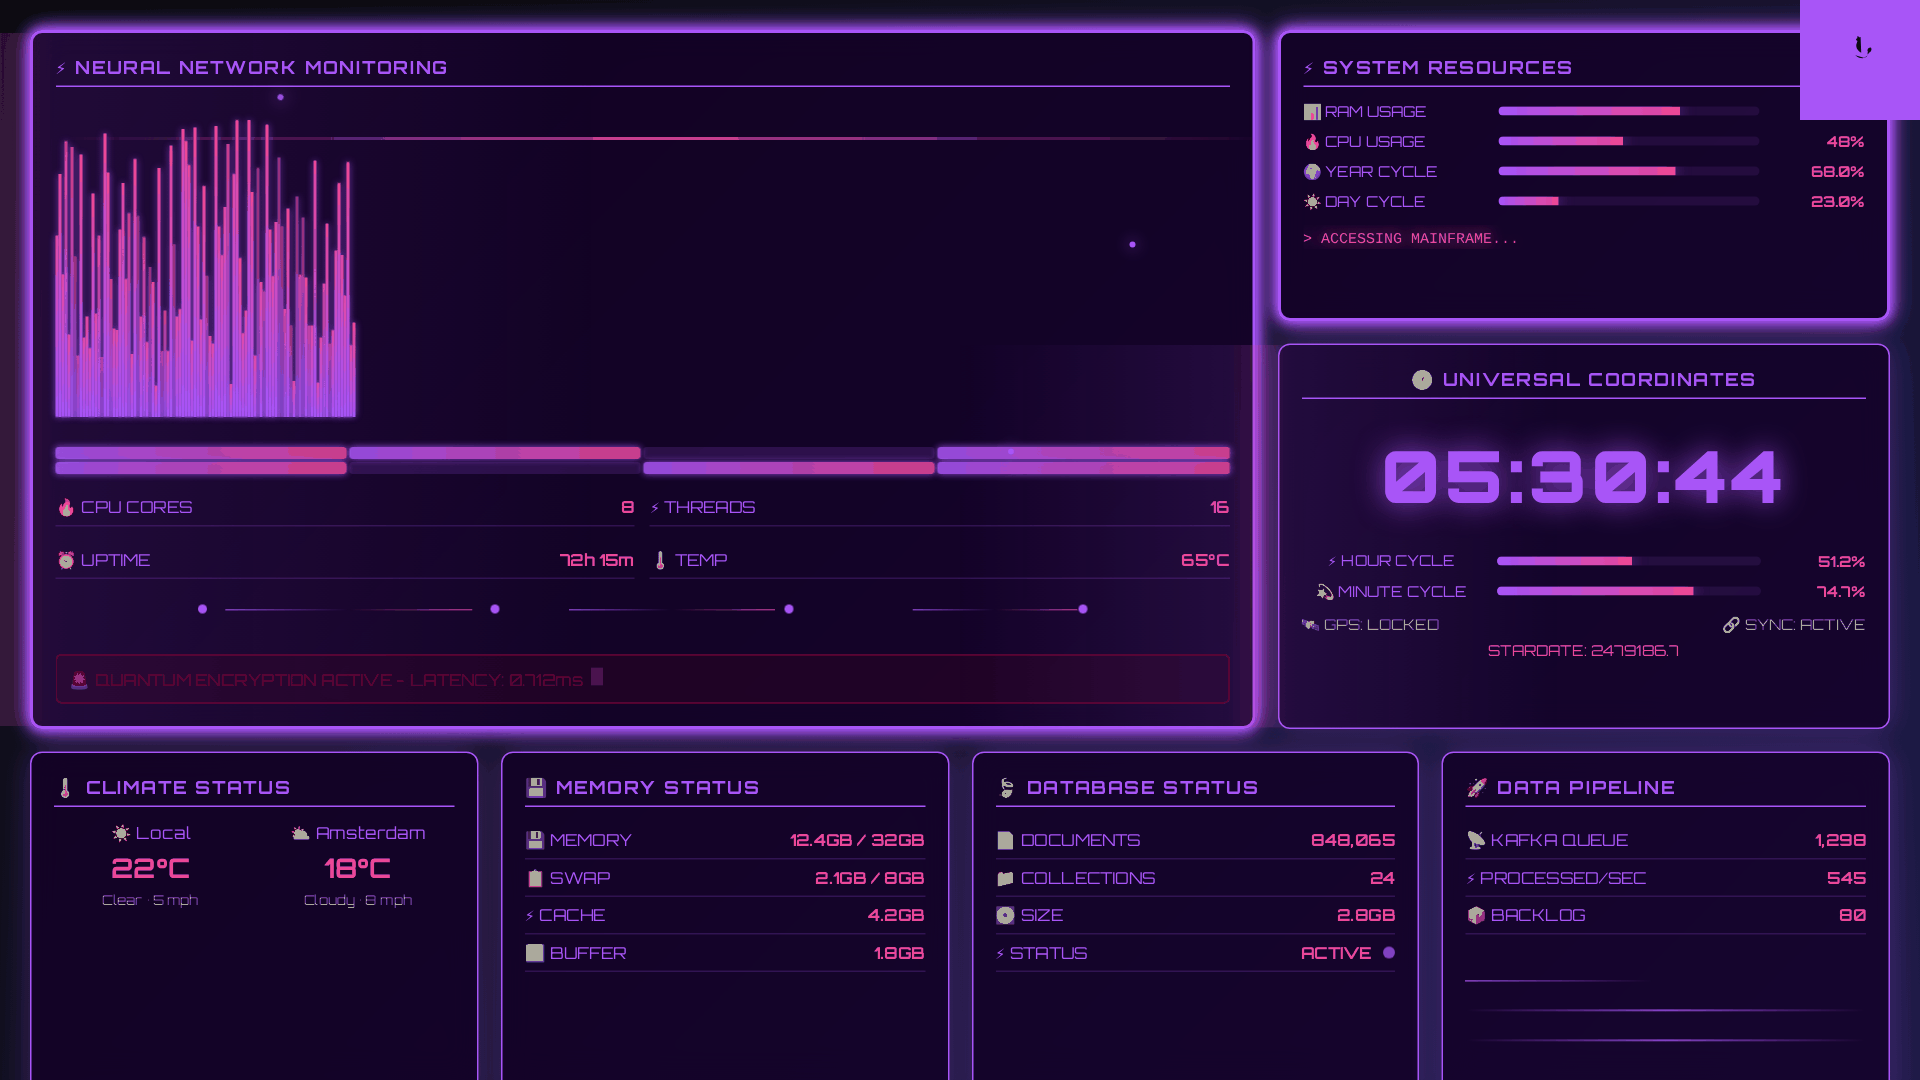 NEURAL NETWORK MONITORING
CPU CORES 8
THREADS 16
UPTIME 72h 15m
TEMP 65°C
QUANTUM ENCRYPTION ACTIVE - LATENCY: 0.712ms
SYSTEM RESOURCES
RAM USAGE
CPU USAGE 48%
YEAR CYCLE 68.0%
DAY CYCLE 23.0%
> ACCESSING MAINFRAME...
UNIVERSAL COORDINATES
05:30:44
HOUR CYCLE 51.2%
MINUTE CYCLE 74.7%
GPS: LOCKED SYNC: ACTIVE
STARDATE: 2479186.7
CLIMATE STATUS
Local
22°C
Clear · 5 mph
Amsterdam
18°C
Cloudy · 8 mph
MEMORY STATUS
MEMORY 12.4GB / 32GB
SWAP 2.1GB / 8GB
CACHE 4.2GB
BUFFER 1.8GB
DATABASE STATUS
DOCUMENTS 848,065
COLLECTIONS 24
SIZE 2.8GB
STATUS ACTIVE
DATA PIPELINE
KAFKA QUEUE 1,298
PROCESSED/SEC 545
BACKLOG 80